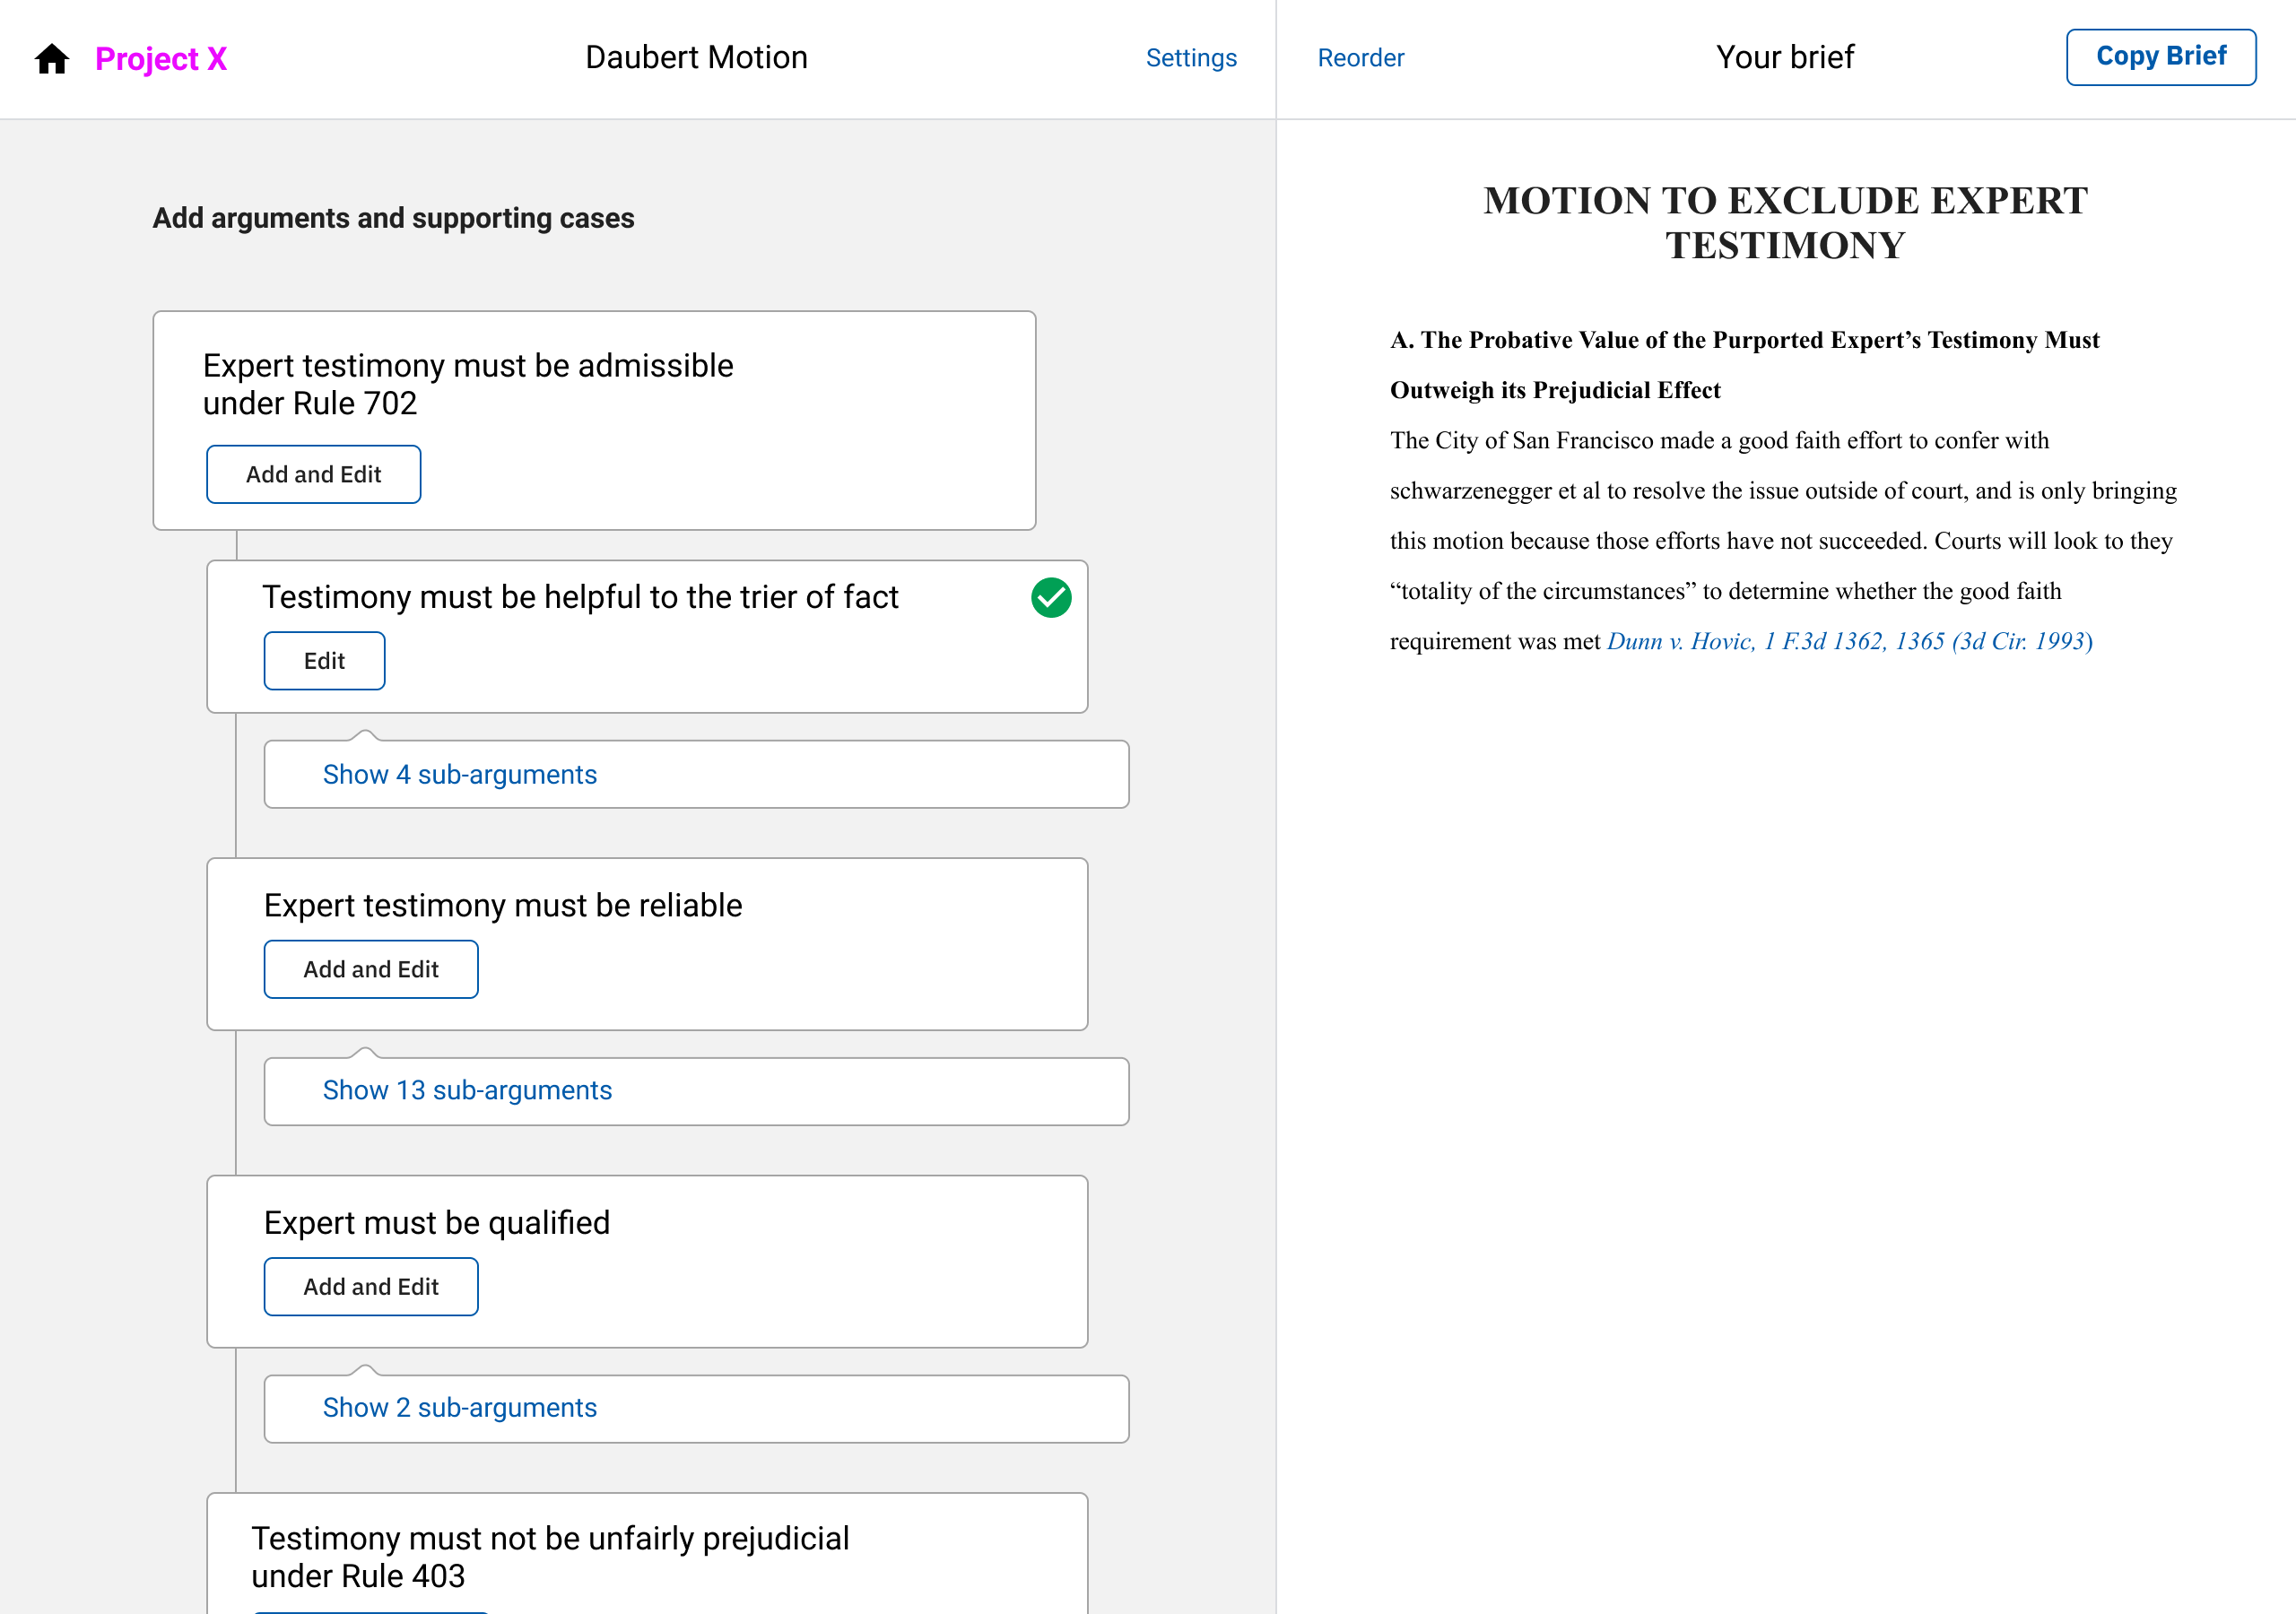 Project X
Daubert Motion
Settings
Reorder
Your brief
Copy Brief
Add arguments and supporting cases
Expert testimony must be admissible
under Rule 702
Add and Edit
Testimony must be helpful to the trier of fact
Edit
Show 4 sub-arguments
Expert testimony must be reliable
Add and Edit
Show 13 sub-arguments
Expert must be qualified
Add and Edit
Show 2 sub-arguments
Testimony must not be unfairly prejudicial
under Rule 403
MOTION TO EXCLUDE EXPERT
TESTIMONY
A. The Probative Value of the Purported Expert’s Testimony Must
Outweigh its Prejudicial Effect
The City of San Francisco made a good faith effort to confer with
schwarzenegger et al to resolve the issue outside of court, and is only bringing
this motion because those efforts have not succeeded. Courts will look to they
“totality of the circumstances” to determine whether the good faith
requirement was met Dunn v. Hovic, 1 F.3d 1362, 1365 (3d Cir. 1993)